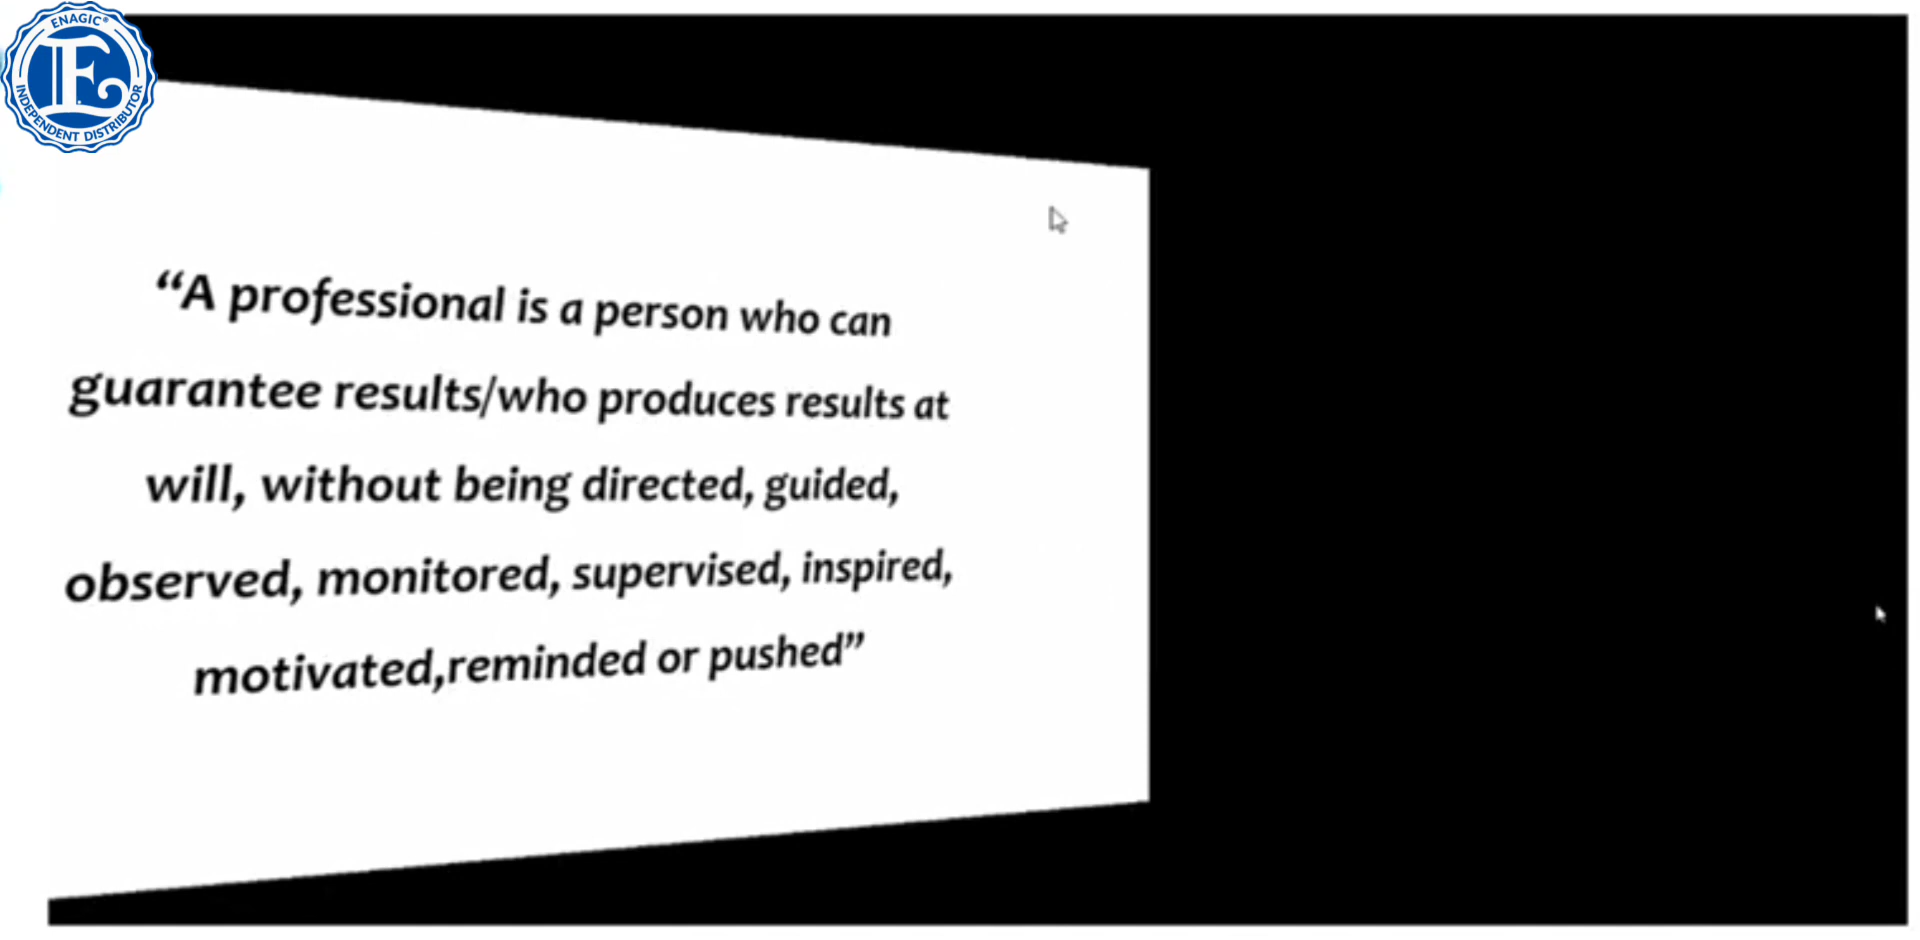 ENAGIC®
E
INDEPENDENT DISTRIBUTOR
“A professional is a person who can
guarantee results/who produces results at
will, without being directed, guided,
observed, monitored, supervised, inspired,
motivated,reminded or pushed”